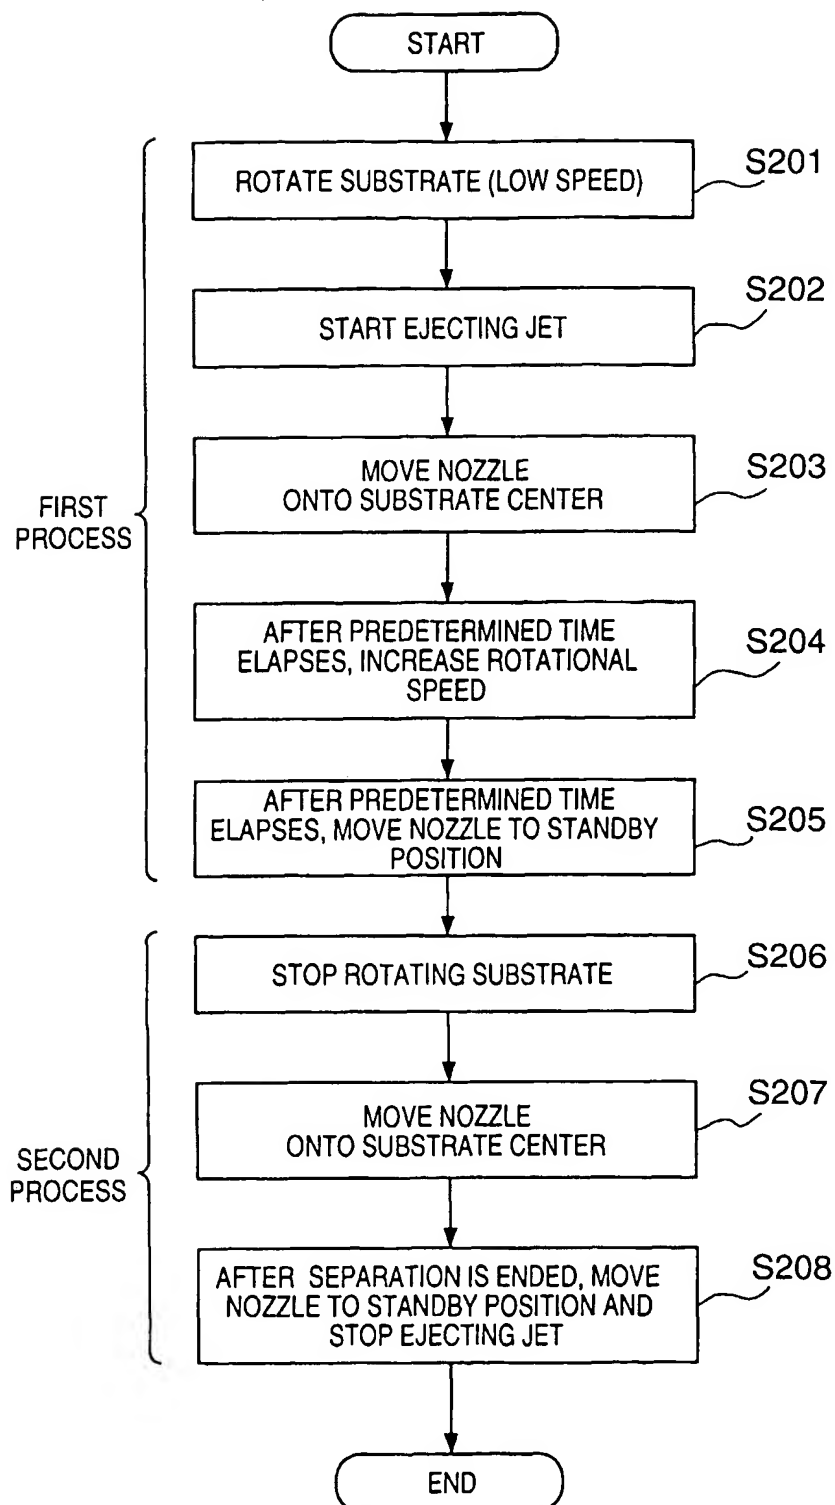 START
ROTATE SUBSTRATE (LOW SPEED)
S201
START EJECTING JET
S202
MOVE NOZZLE
ONTO SUBSTRATE CENTER
S203
FIRST
PROCESS
AFTER PREDETERMINED TIME
ELAPSES, INCREASE ROTATIONAL
SPEED
S204
AFTER PREDETERMINED TIME
ELAPSES, MOVE NOZZLE TO STANDBY
POSITION
S205
STOP ROTATING SUBSTRATE
S206
MOVE NOZZLE
ONTO SUBSTRATE CENTER
S207
SECOND
PROCESS
AFTER SEPARATION IS ENDED, MOVE
NOZZLE TO STANDBY POSITION AND
STOP EJECTING JET
S208
END